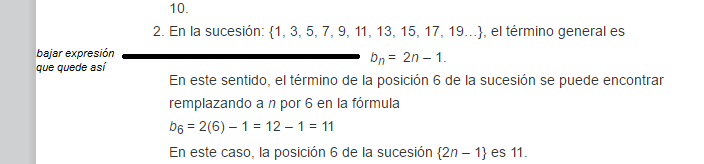 10.
2. En la sucesión: {1, 3, 5, 7, 9, 11, 13, 15, 17, 19...}, el término general es
bajar expresión
que quede así
bn = 2n – 1.
En este sentido, el término de la posición 6 de la sucesión se puede encontrar
remplazando a n por 6 en la fórmula
b6 = 2(6) – 1 = 12 – 1 = 11
En este caso, la posición 6 de la sucesión {2n – 1} es 11.